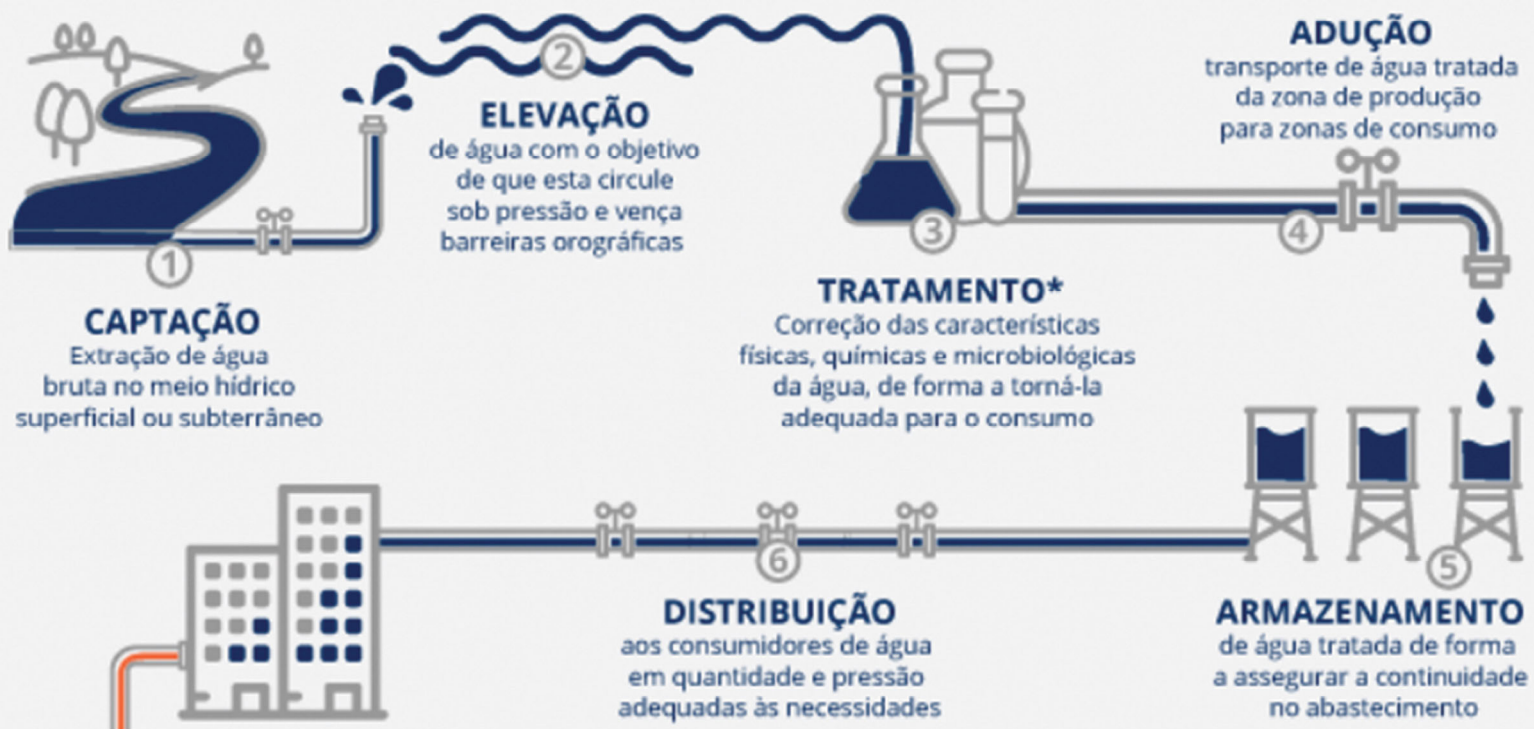 1
CAPTAÇÃO
Extração de água
bruta no meio hídrico
superficial ou subterrâneo
2
ELEVAÇÃO
de água com o objetivo
de que esta circule
sob pressão e vença
barreiras orográficas
3
TRATAMENTO*
Correção das características
físicas, químicas e microbiológicas
da água, de forma a torná-la
adequada para o consumo
ADUÇÃO
transporte de água tratada
da zona de produção
para zonas de consumo
4
5
ARMAZENAMENTO
de água tratada de forma
a assegurar a continuidade
no abastecimento
6
DISTRIBUIÇÃO
aos consumidores de água
em quantidade e pressão
adequadas às necessidades